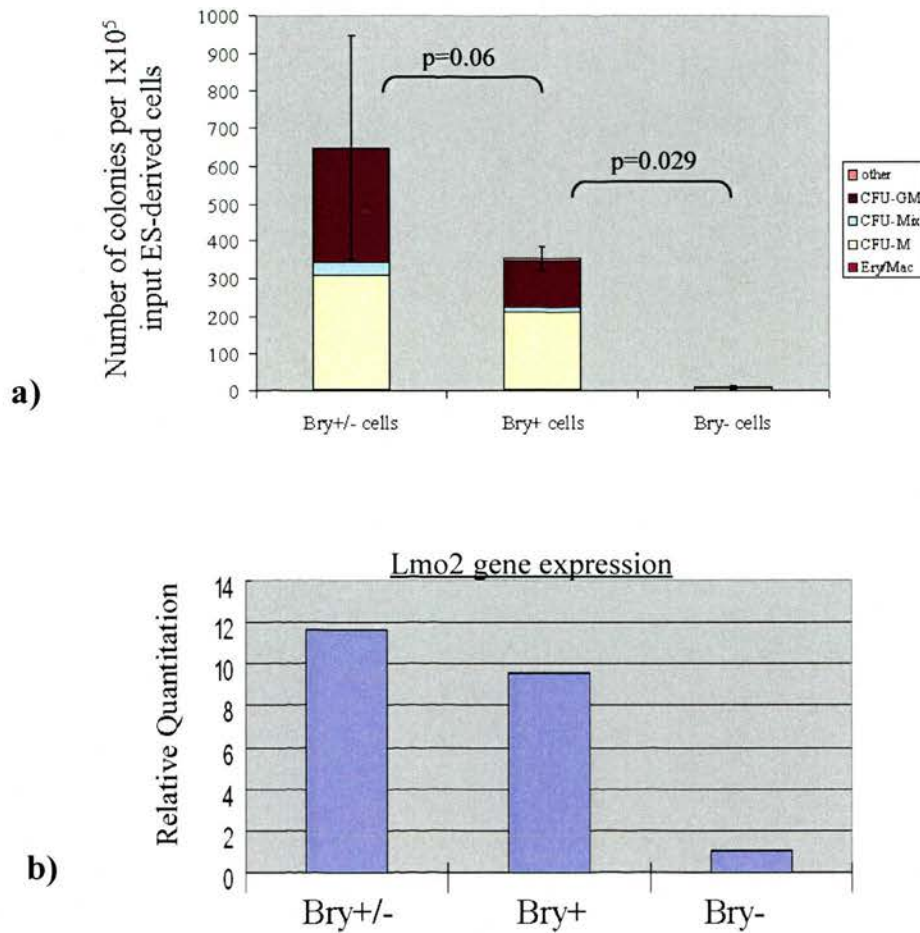 1000
900
800
700
600
500
400
300
200
100
0
Number of colonies per 1x10⁵
input ES-derived cells
p=0.06
p=0.029
other
CFU-GM
CFU-Mix
CFU-M
Ery/Mac
a)
Bry+/- cells
Bry+ cells
Bry- cells
Lmo2 gene expression
14
12
10
8
6
4
2
0
Relative Quantitation
b)
Bry+/-
Bry+
Bry-